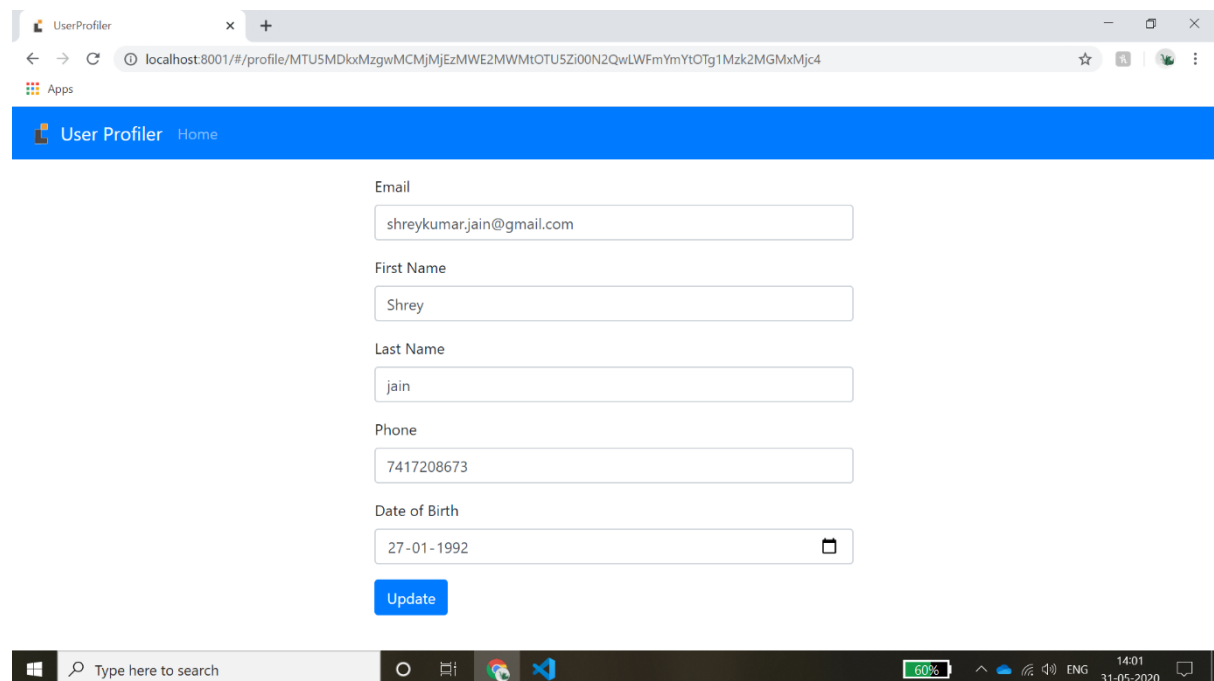 UserProfiler
localhost:8001/#/profile/MTU5MDkxMzgwMCMjMjEzMWE2MWMtOTU5Zi00N2QwLWFmYmYtOTg1Mzk2MGMxMjc4
Apps
User Profiler Home
Email
shreykumar.jain@gmail.com
First Name
Shrey
Last Name
jain
Phone
7417208673
Date of Birth
27-01-1992
Update
Type here to search
60%
ENG
14:01
31-05-2020